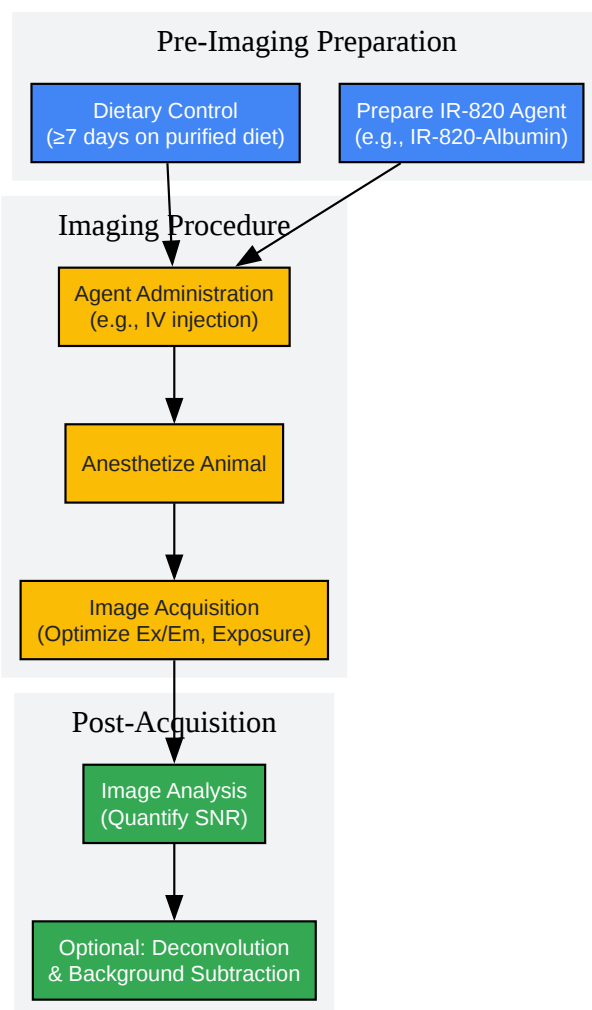 Pre-Imaging Preparation
Dietary Control
(≥7 days on purified diet)
Prepare IR-820 Agent
(e.g., IR-820-Albumin)
Imaging Procedure
Agent Administration
(e.g., IV injection)
Anesthetize Animal
Image Acquisition
(Optimize Ex/Em, Exposure)
Post-Acquisition
Image Analysis
(Quantify SNR)
Optional: Deconvolution
& Background Subtraction